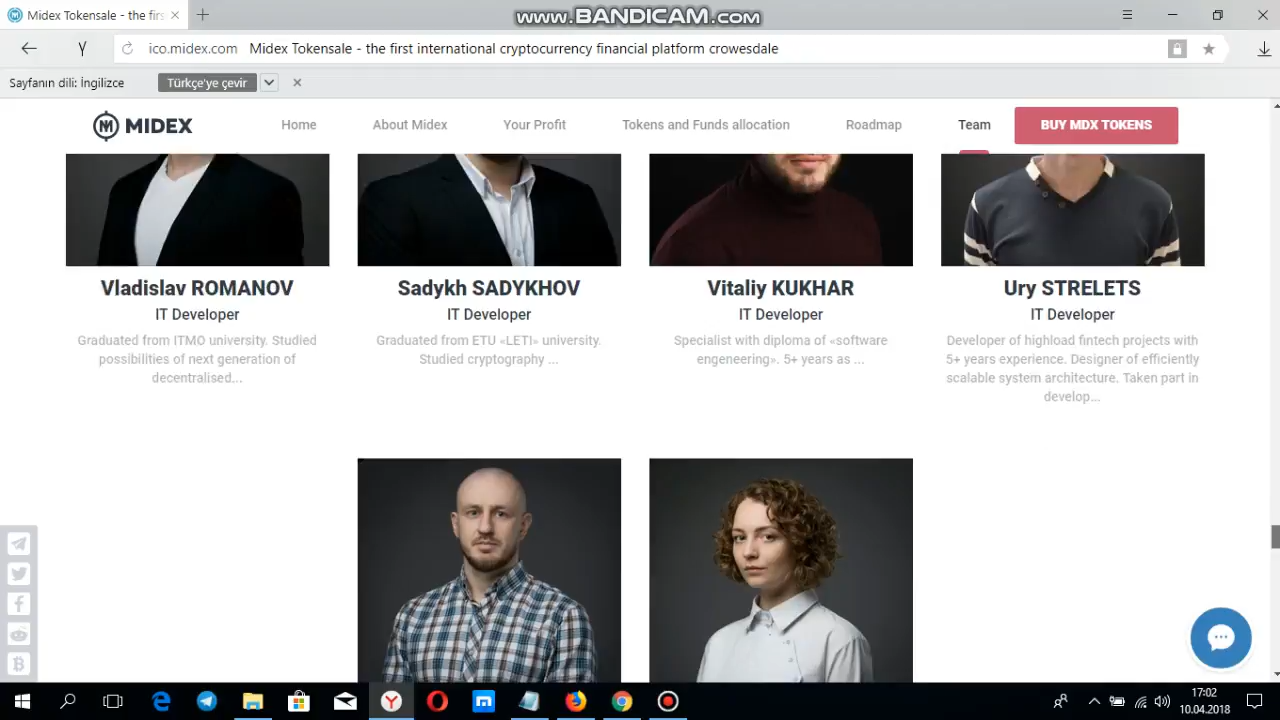 www.BANDICAM.com
Midex Tokensale - the firs
ico.midex.com Midex Tokensale - the first international cryptocurrency financial platform crowesdale
Sayfanın dili: İngilizce Türkçe'ye çevir
MIDEX Home About Midex Your Profit Tokens and Funds allocation Roadmap Team BUY MDX TOKENS
Vladislav ROMANOV
IT Developer
Graduated from ITMO university. Studied
possibilities of next generation of
decentralised...
Sadykh SADYKHOV
IT Developer
Graduated from ETU «LETI» university.
Studied cryptography ...
Vitaliy KUKHAR
IT Developer
Specialist with diploma of «software
engeneering». 5+ years as ...
Ury STRELETS
IT Developer
Developer of highload fintech projects with
5+ years experience. Designer of efficiently
scalable system architecture. Taken part in
develop...
17:02
10.04.2018